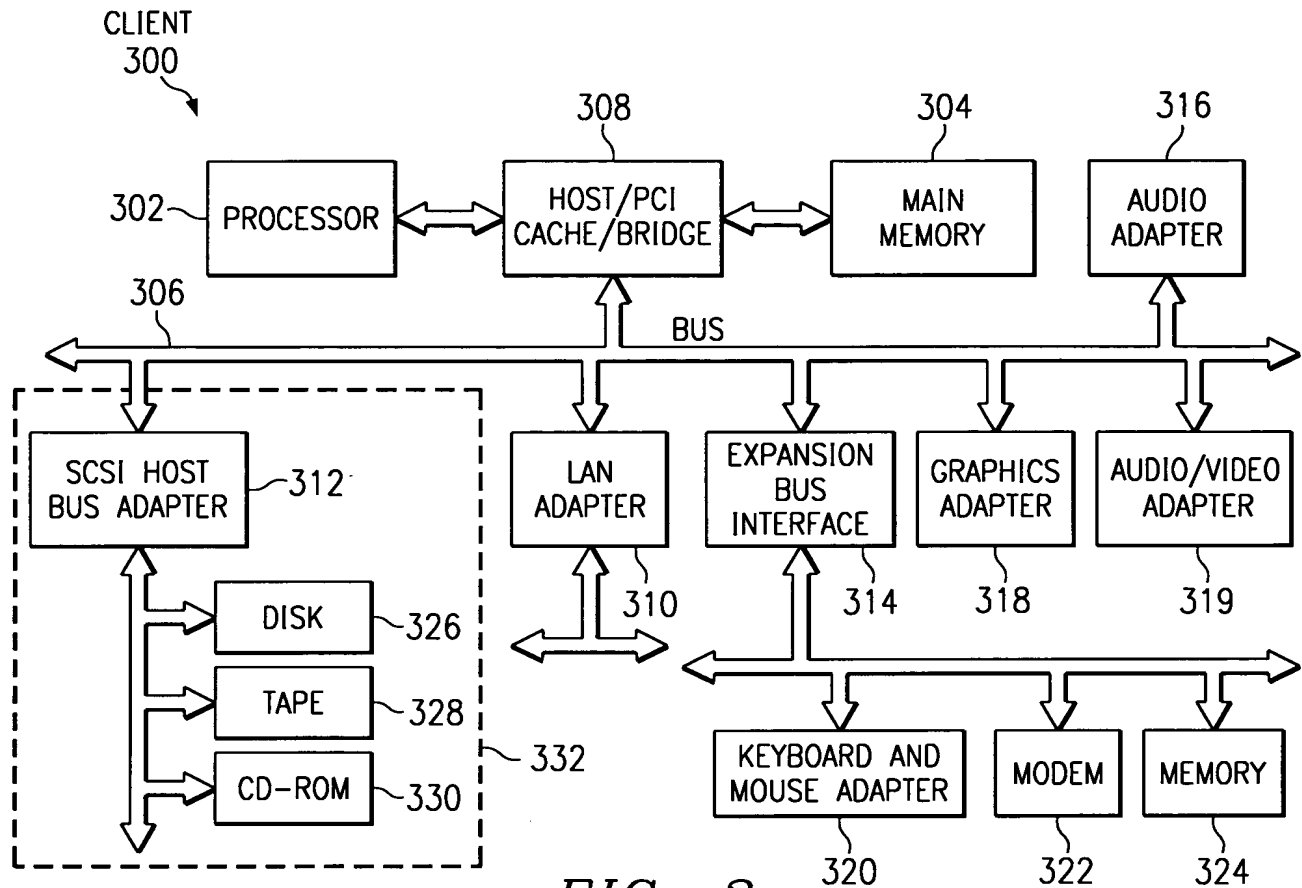 CLIENT
300
308
304
316
302
PROCESSOR
HOST/PCI
CACHE/BRIDGE
MAIN
MEMORY
AUDIO
ADAPTER
306
BUS
SCSI HOST
BUS ADAPTER
312
LAN
ADAPTER
EXPANSION
BUS
INTERFACE
GRAPHICS
ADAPTER
AUDIO/VIDEO
ADAPTER
310
314
318
319
DISK
326
TAPE
328
CD-ROM
330
332
KEYBOARD AND
MOUSE ADAPTER
MODEM
MEMORY
320
322
324